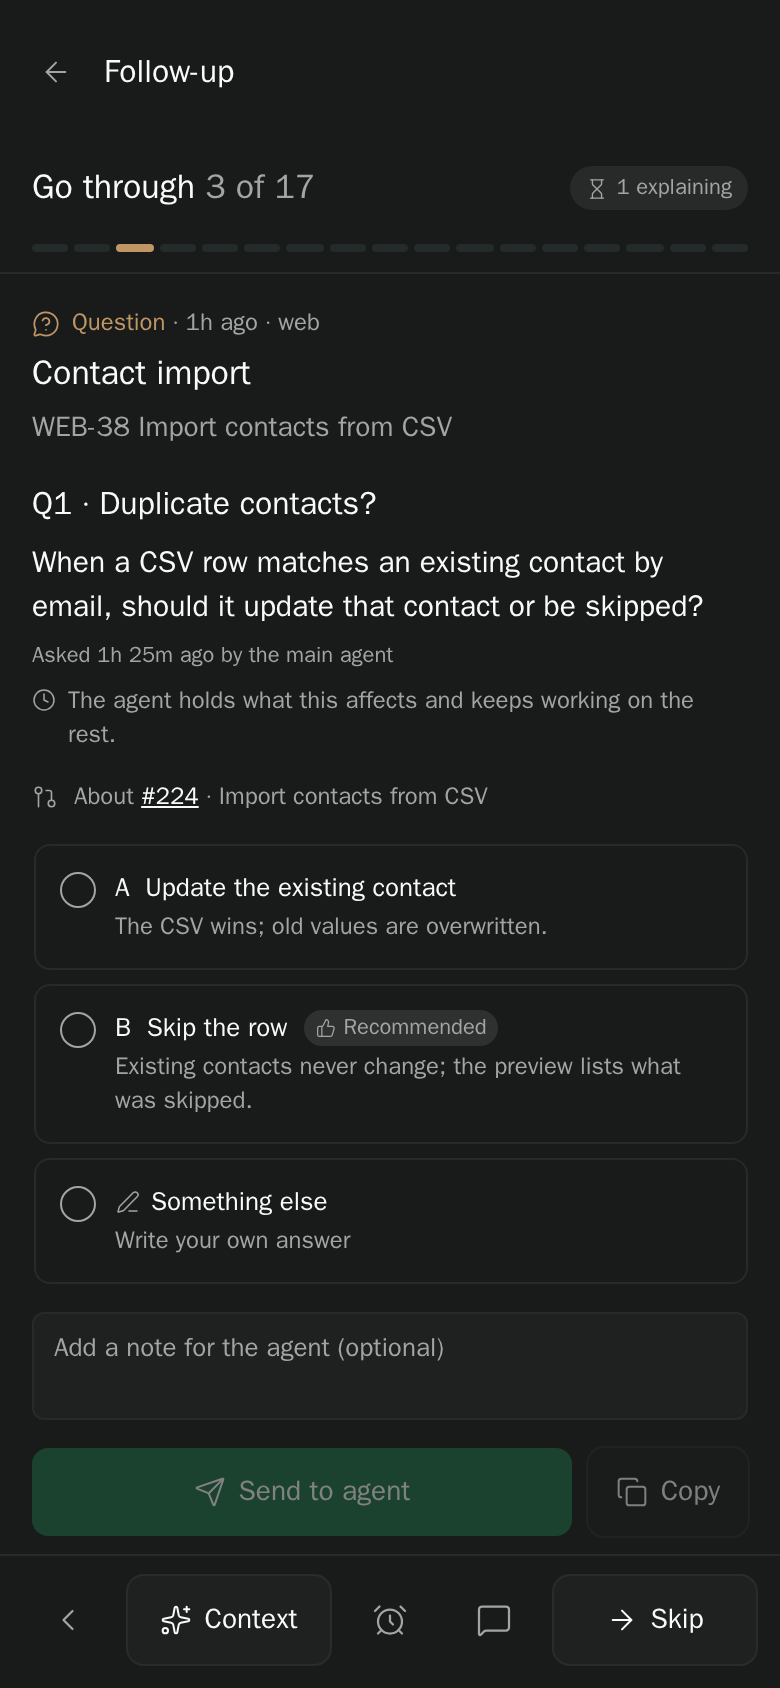 Follow-up
Go through 3 of 17
1 explaining
Question · 1h ago · web
Contact import
WEB-38 Import contacts from CSV
Q1 · Duplicate contacts?
When a CSV row matches an existing contact by
email, should it update that contact or be skipped?
Asked 1h 25m ago by the main agent
The agent holds what this affects and keeps working on the
rest.
About #224 · Import contacts from CSV
A Update the existing contact
The CSV wins; old values are overwritten.
B Skip the row Recommended
Existing contacts never change; the preview lists what
was skipped.
Something else
Write your own answer
Add a note for the agent (optional)
Send to agent
Copy
Context
Skip